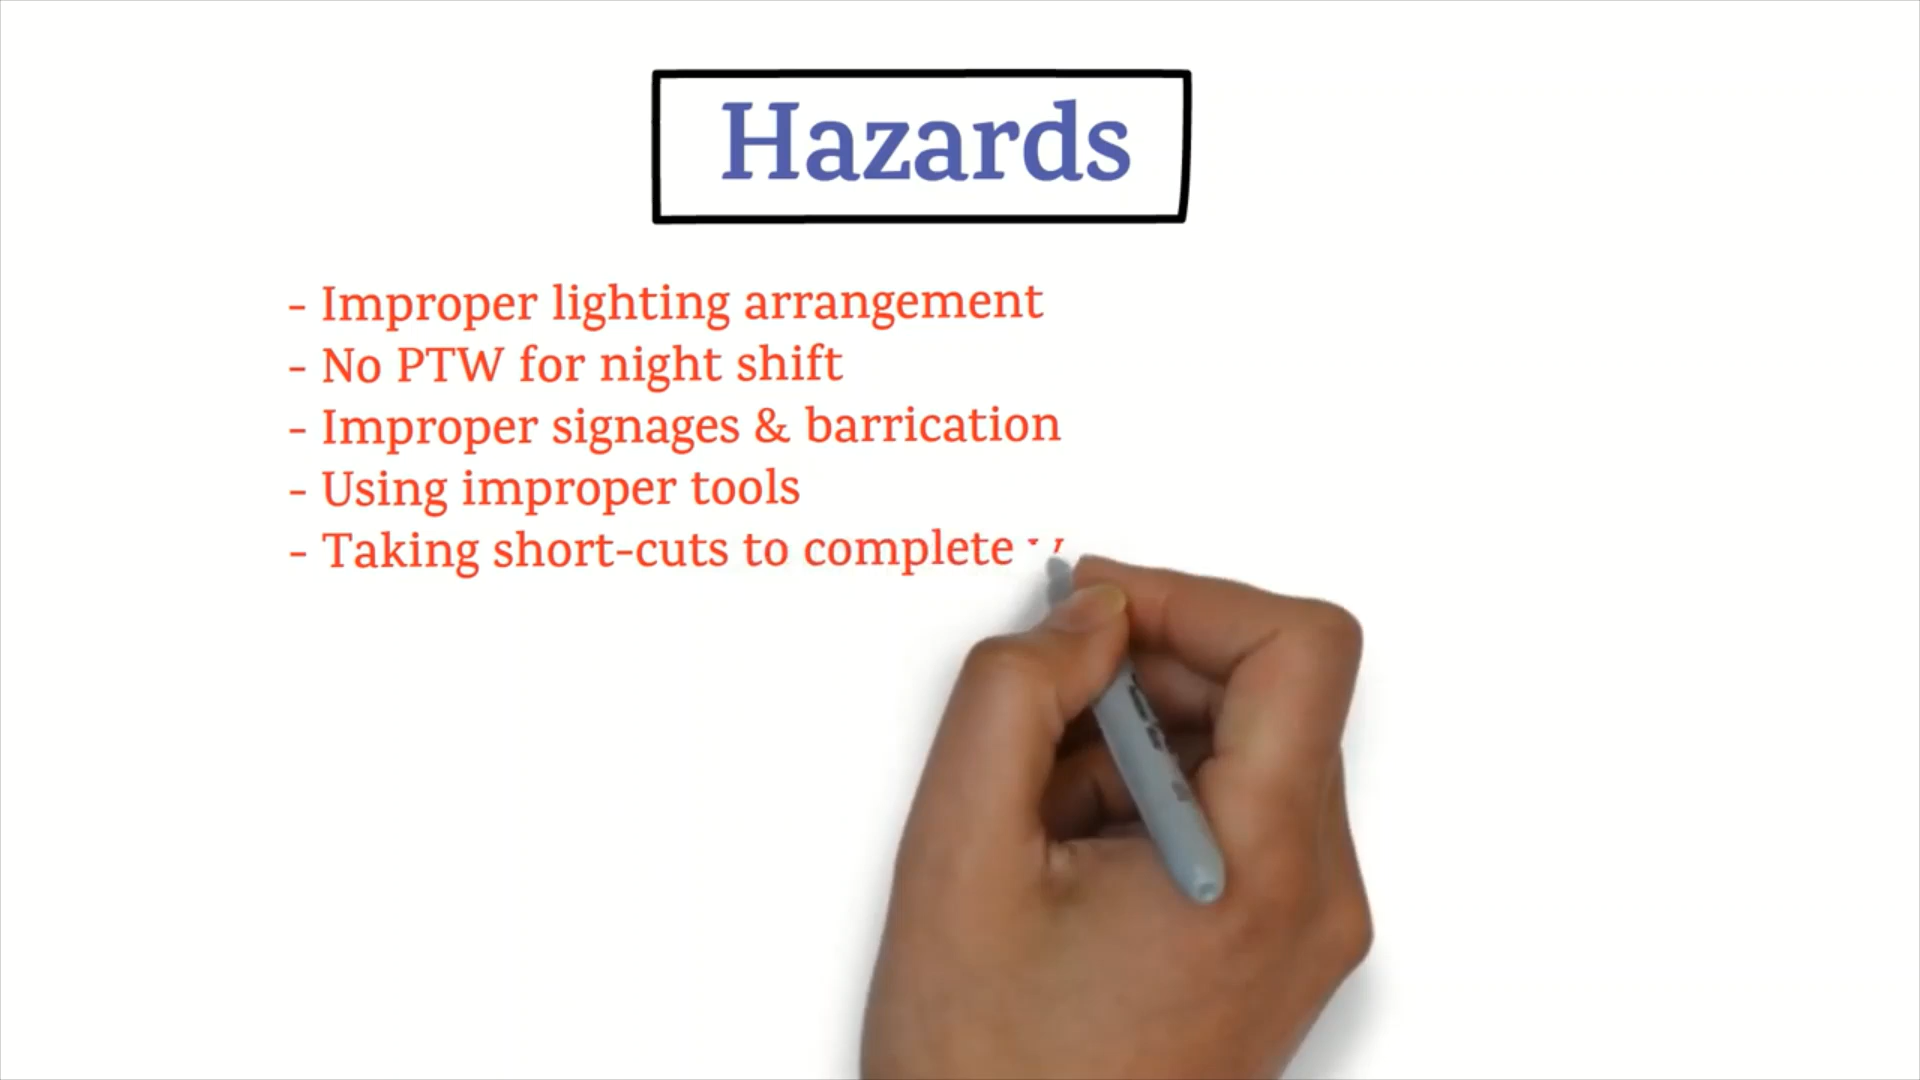 Hazards
- Improper lighting arrangement
- No PTW for night shift
- Improper signages & barrication
- Using improper tools
- Taking short-cuts to complete